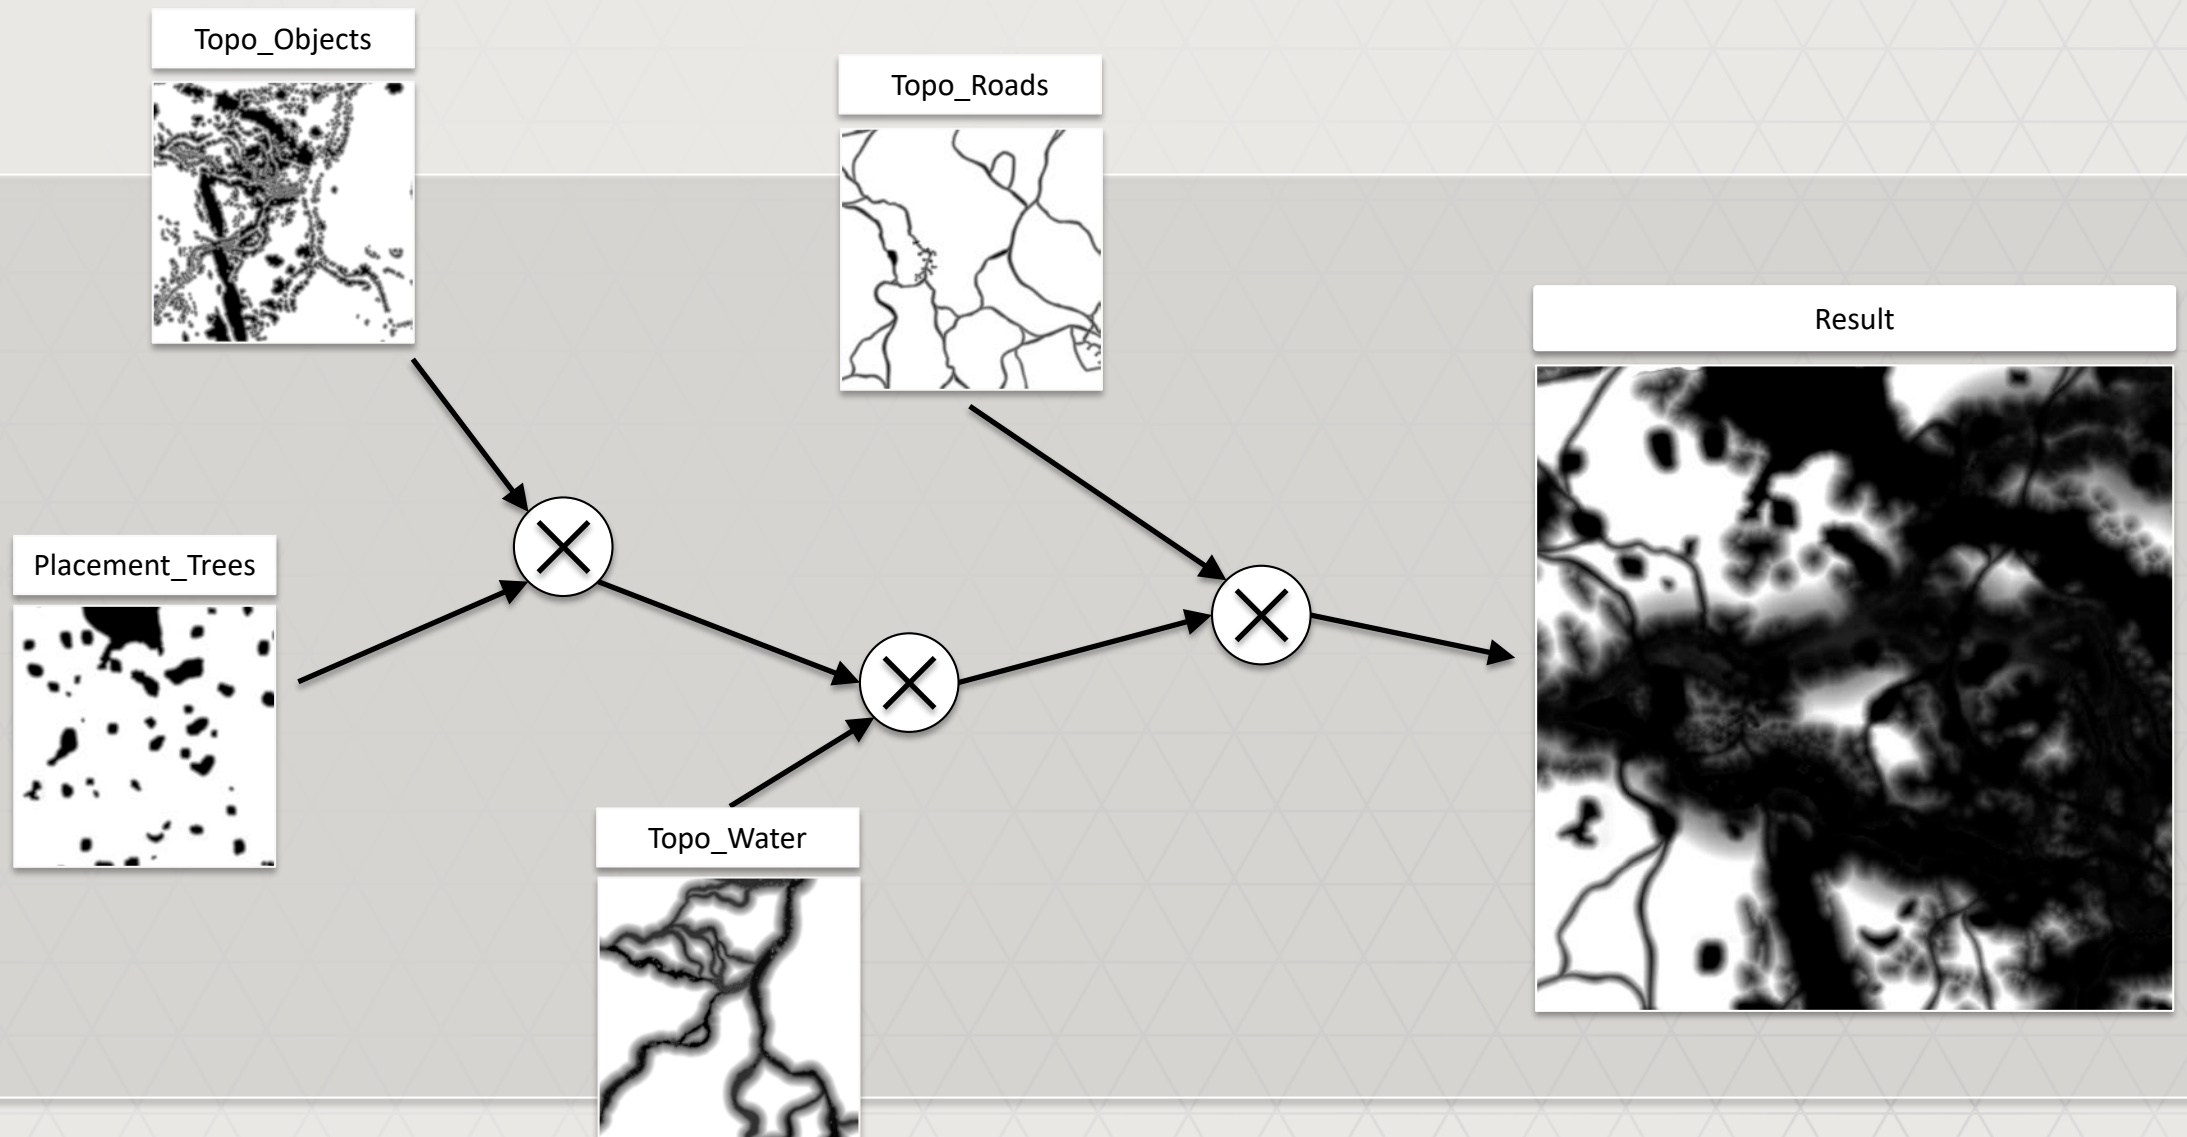 Topo_Objects
Topo_Roads
Result
Placement_Trees
Topo_Water